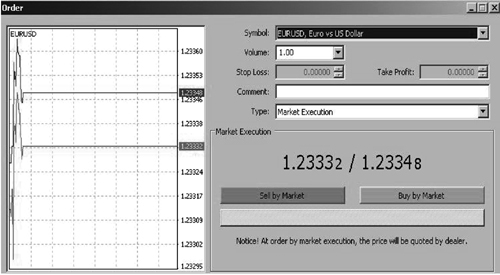 Order
EURUSD
1.23360
1.23353
1.23348
1.23346
1.23338
1.23332
1.23324
1.23317
1.23309
1.23302
1.23295
Symbol: EURUSD, Euro vs US Dollar
Volume: 1.00
Stop Loss: 0.00000 Take Profit: 0.00000
Comment:
Type: Market Execution
Market Execution
1.23332 / 1.23348
Sell by Market Buy by Market
Notice! At order by market execution, the price will be quoted by dealer.